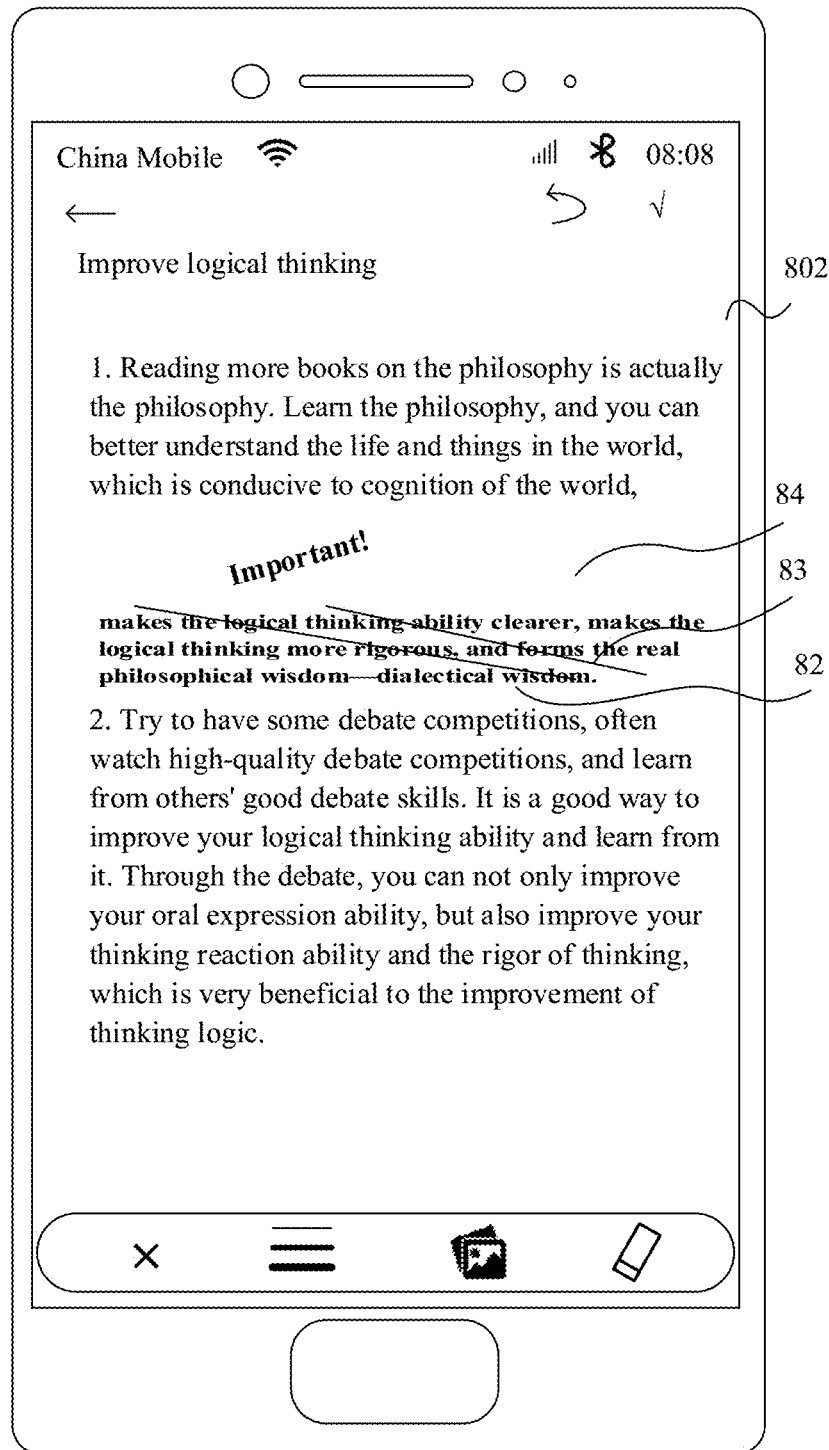 China Mobile 08:08
√
Improve logical thinking
802
1. Reading more books on the philosophy is actually
the philosophy. Learn the philosophy, and you can
better understand the life and things in the world,
which is conducive to cognition of the world,
84
Important!
83
makes the logical thinking ability clearer, makes the
logical thinking more rigorous, and forms the real
82
philosophical wisdom—dialectical wisdom.
2. Try to have some debate competitions, often
watch high-quality debate competitions, and learn
from others' good debate skills. It is a good way to
improve your logical thinking ability and learn from
it. Through the debate, you can not only improve
your oral expression ability, but also improve your
thinking reaction ability and the rigor of thinking,
which is very beneficial to the improvement of
thinking logic.